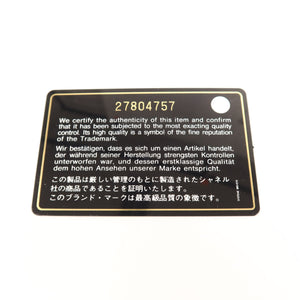 27804757
We certify the authenticity of this item and confirm
that it has been subjected to the most exacting quality
control. Its high quality is a symbol of the fine reputation
of the Trademark.
Wir bestätigen, dass es sich um einen Artikel handelt,
der während seiner Herstellung strengsten Kontrollen
unterworfen war, und dessen erstklassige Qualität
dem hohen Ansehen unserer Marke entspricht.
この製品は厳しい管理のもとに製造されたシャネル
社の商品であることを証明いたします。
このブランド・マークは最高級品質の象徴です。